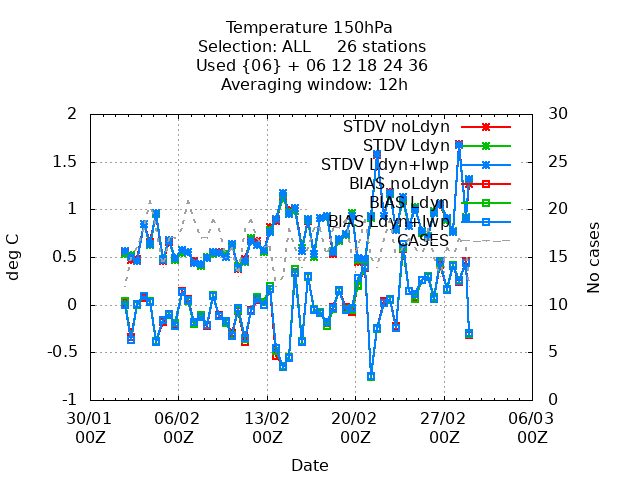 Temperature 150hPa
Selection: ALL 26 stations
Used {06} + 06 12 18 24 36
Averaging window: 12h
2
1.5
1
0.5
0
-0.5
-1
deg C
30
25
20
15
10
5
0
No cases
STDV noLdyn
STDV Ldyn
STDV Ldyn+lwp
BIAS noLdyn
BIAS Ldyn
BIAS Ldyn+lwp
CASES
30/01 06/02 13/02 20/02 27/02 06/03
00Z 00Z 00Z 00Z 00Z 00Z
Date